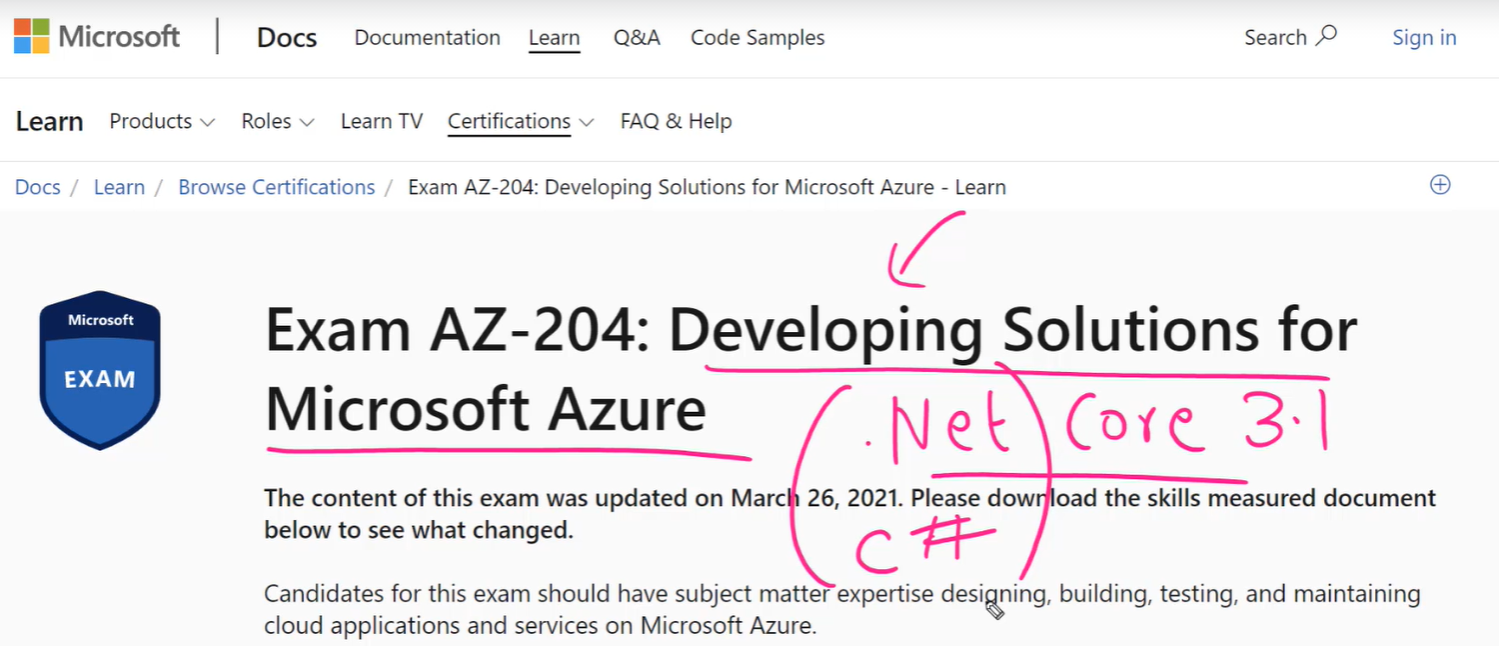 Microsoft Docs Documentation Learn Q&A Code Samples Search Sign in
Learn Products Roles Learn TV Certifications FAQ & Help
Docs / Learn / Browse Certifications / Exam AZ-204: Developing Solutions for Microsoft Azure - Learn
Microsoft
EXAM
Exam AZ-204: Developing Solutions for
Microsoft Azure
.Net Core 3.1
The content of this exam was updated on March 26, 2021. Please download the skills measured document
below to see what changed.
C#
Candidates for this exam should have subject matter expertise designing, building, testing, and maintaining
cloud applications and services on Microsoft Azure.